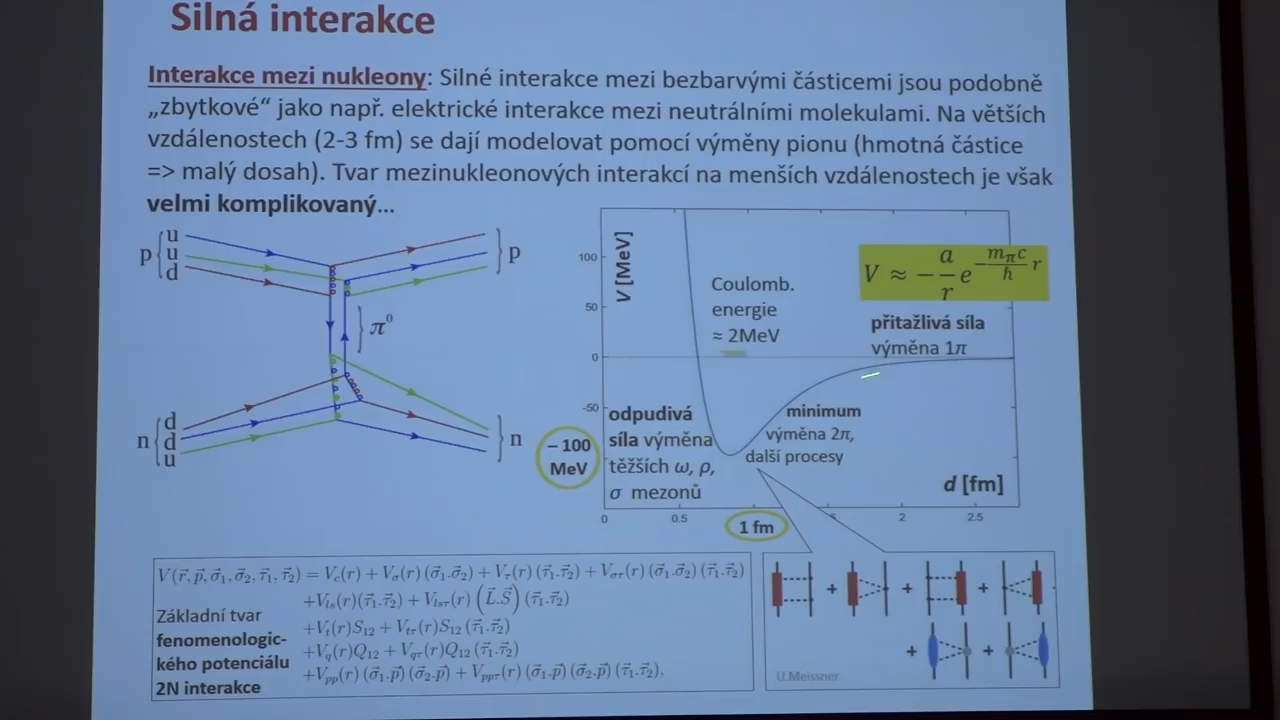 Silná interakce
Interakce mezi nukleony: Silné interakce mezi bezbarvými částicemi jsou podobně
„zbytkové“ jako např. elektrické interakce mezi neutrálními molekulami. Na větších
vzdálenostech (2-3 fm) se dají modelovat pomocí výměny pionu (hmotná částice
=> malý dosah). Tvar mezinukleonových interakcí na menších vzdálenostech je však
velmi komplikovaný...
p { u
u
d
} p
} π⁰
n { d
d
u
} n
V [MeV]
100
50
0
-50
– 100
MeV
Coulomb.
energie
≈ 2MeV
V ≈ −a/r e^(−(m_π c/ħ) r)
přitažlivá síla
výměna 1π
odpudivá
síla výměna
těžších ω, ρ,
σ mezonů
minimum
výměna 2π,
další procesy
d [fm]
0
0.5
1 fm
2
2.5
V(r⃗, p⃗, σ⃗₁, σ⃗₂, τ⃗₁, τ⃗₂) = V_c(r) + V_σ(r)(σ⃗₁.σ⃗₂) + V_τ(r)(τ⃗₁.τ⃗₂) + V_στ(r)(σ⃗₁.σ⃗₂)(τ⃗₁.τ⃗₂)
+V_ls(r)(τ⃗₁.τ⃗₂) + V_lsτ(r)(L⃗.S⃗)(τ⃗₁.τ⃗₂)
+V_t(r)S₁₂ + V_tτ(r)S₁₂(τ⃗₁.τ⃗₂)
+V_q(r)Q₁₂ + V_qτ(r)Q₁₂(τ⃗₁.τ⃗₂)
+V_pp(r)(σ⃗₁.p⃗)(σ⃗₂.p⃗) + V_ppτ(r)(σ⃗₁.p⃗)(σ⃗₂.p⃗)(τ⃗₁.τ⃗₂),
Základní tvar
fenomenologic-
kého potenciálu
2N interakce
+ + +
+ +
U.Meissner